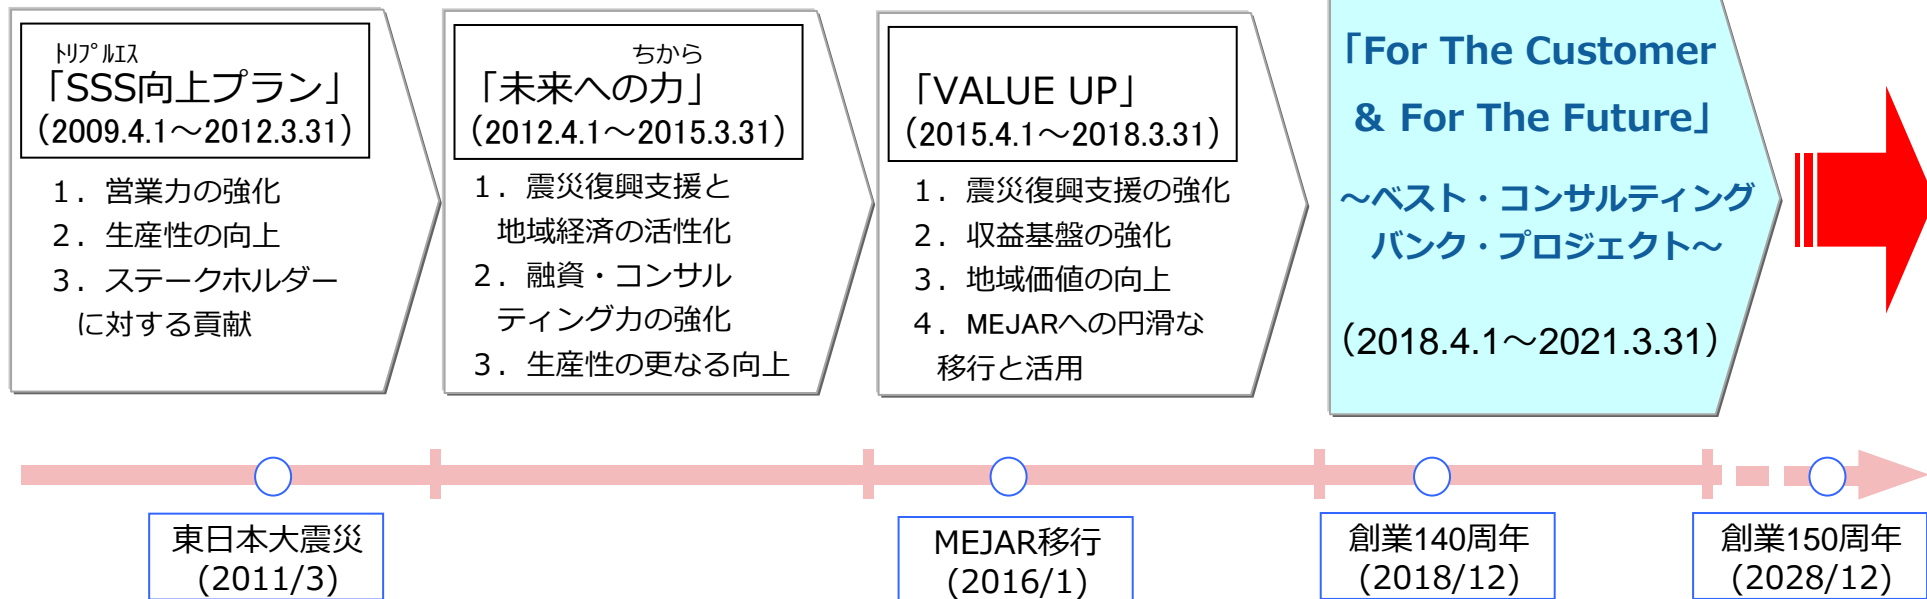 トリプルエス
「SSS向上プラン」
（2009.4.1～2012.3.31）
１．営業力の強化
２．生産性の向上
３．ステークホルダー
に対する貢献
ちから
「未来への力」
（2012.4.1～2015.3.31）
１．震災復興支援と
地域経済の活性化
２．融資・コンサル
ティング力の強化
３．生産性の更なる向上
「VALUE UP」
（2015.4.1～2018.3.31）
１．震災復興支援の強化
２．収益基盤の強化
３．地域価値の向上
４．MEJARへの円滑な
移行と活用
「For The Customer
& For The Future」
～ベスト・コンサルティング
バンク・プロジェクト～
（2018.4.1～2021.3.31）
東日本大震災
(2011/3)
MEJAR移行
(2016/1)
創業140周年
(2018/12)
創業150周年
(2028/12)